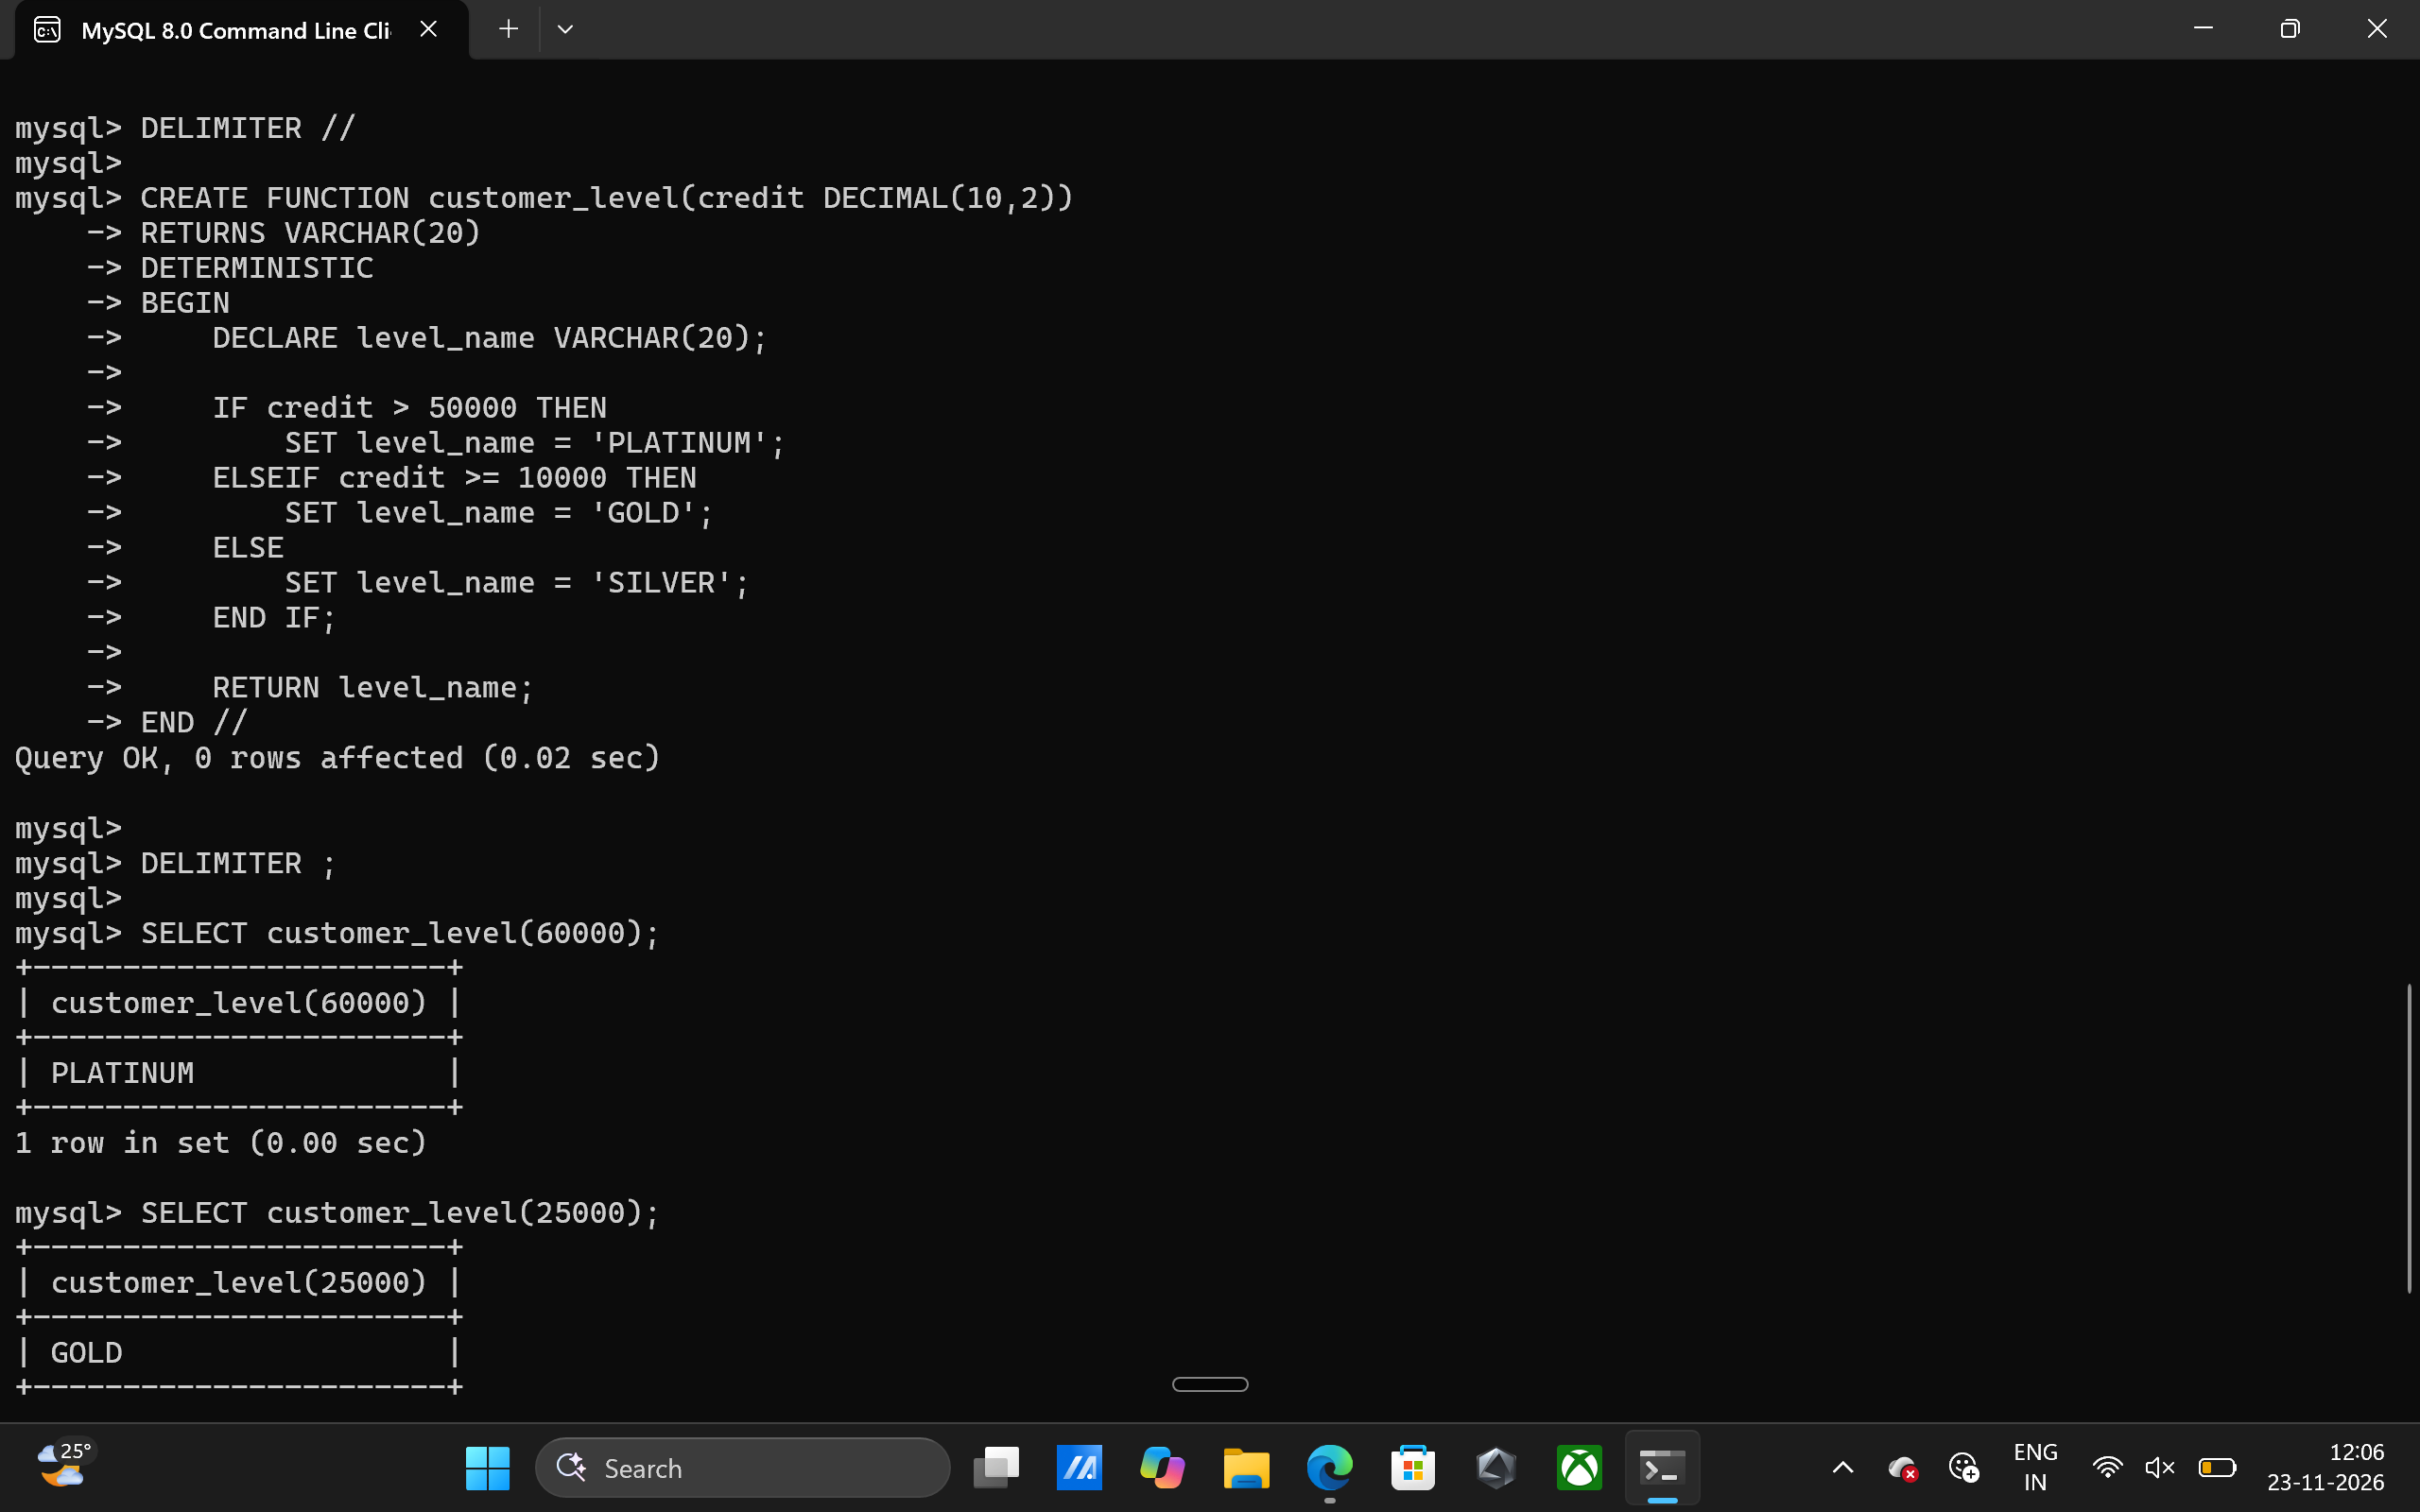 MySQL 8.0 Command Line Cli
mysql> DELIMITER //
mysql>
mysql> CREATE FUNCTION customer_level(credit DECIMAL(10,2))
    -> RETURNS VARCHAR(20)
    -> DETERMINISTIC
    -> BEGIN
    ->     DECLARE level_name VARCHAR(20);
    ->
    ->     IF credit > 50000 THEN
    ->         SET level_name = 'PLATINUM';
    ->     ELSEIF credit >= 10000 THEN
    ->         SET level_name = 'GOLD';
    ->     ELSE
    ->         SET level_name = 'SILVER';
    ->     END IF;
    ->
    ->     RETURN level_name;
    -> END //
Query OK, 0 rows affected (0.02 sec)
mysql>
mysql> DELIMITER ;
mysql>
mysql> SELECT customer_level(60000);
+-----------------------+
| customer_level(60000) |
+-----------------------+
| PLATINUM              |
+-----------------------+
1 row in set (0.00 sec)
mysql> SELECT customer_level(25000);
+-----------------------+
| customer_level(25000) |
+-----------------------+
| GOLD                  |
+-----------------------+
25°
Search
ENG
IN
12:06
23-11-2026